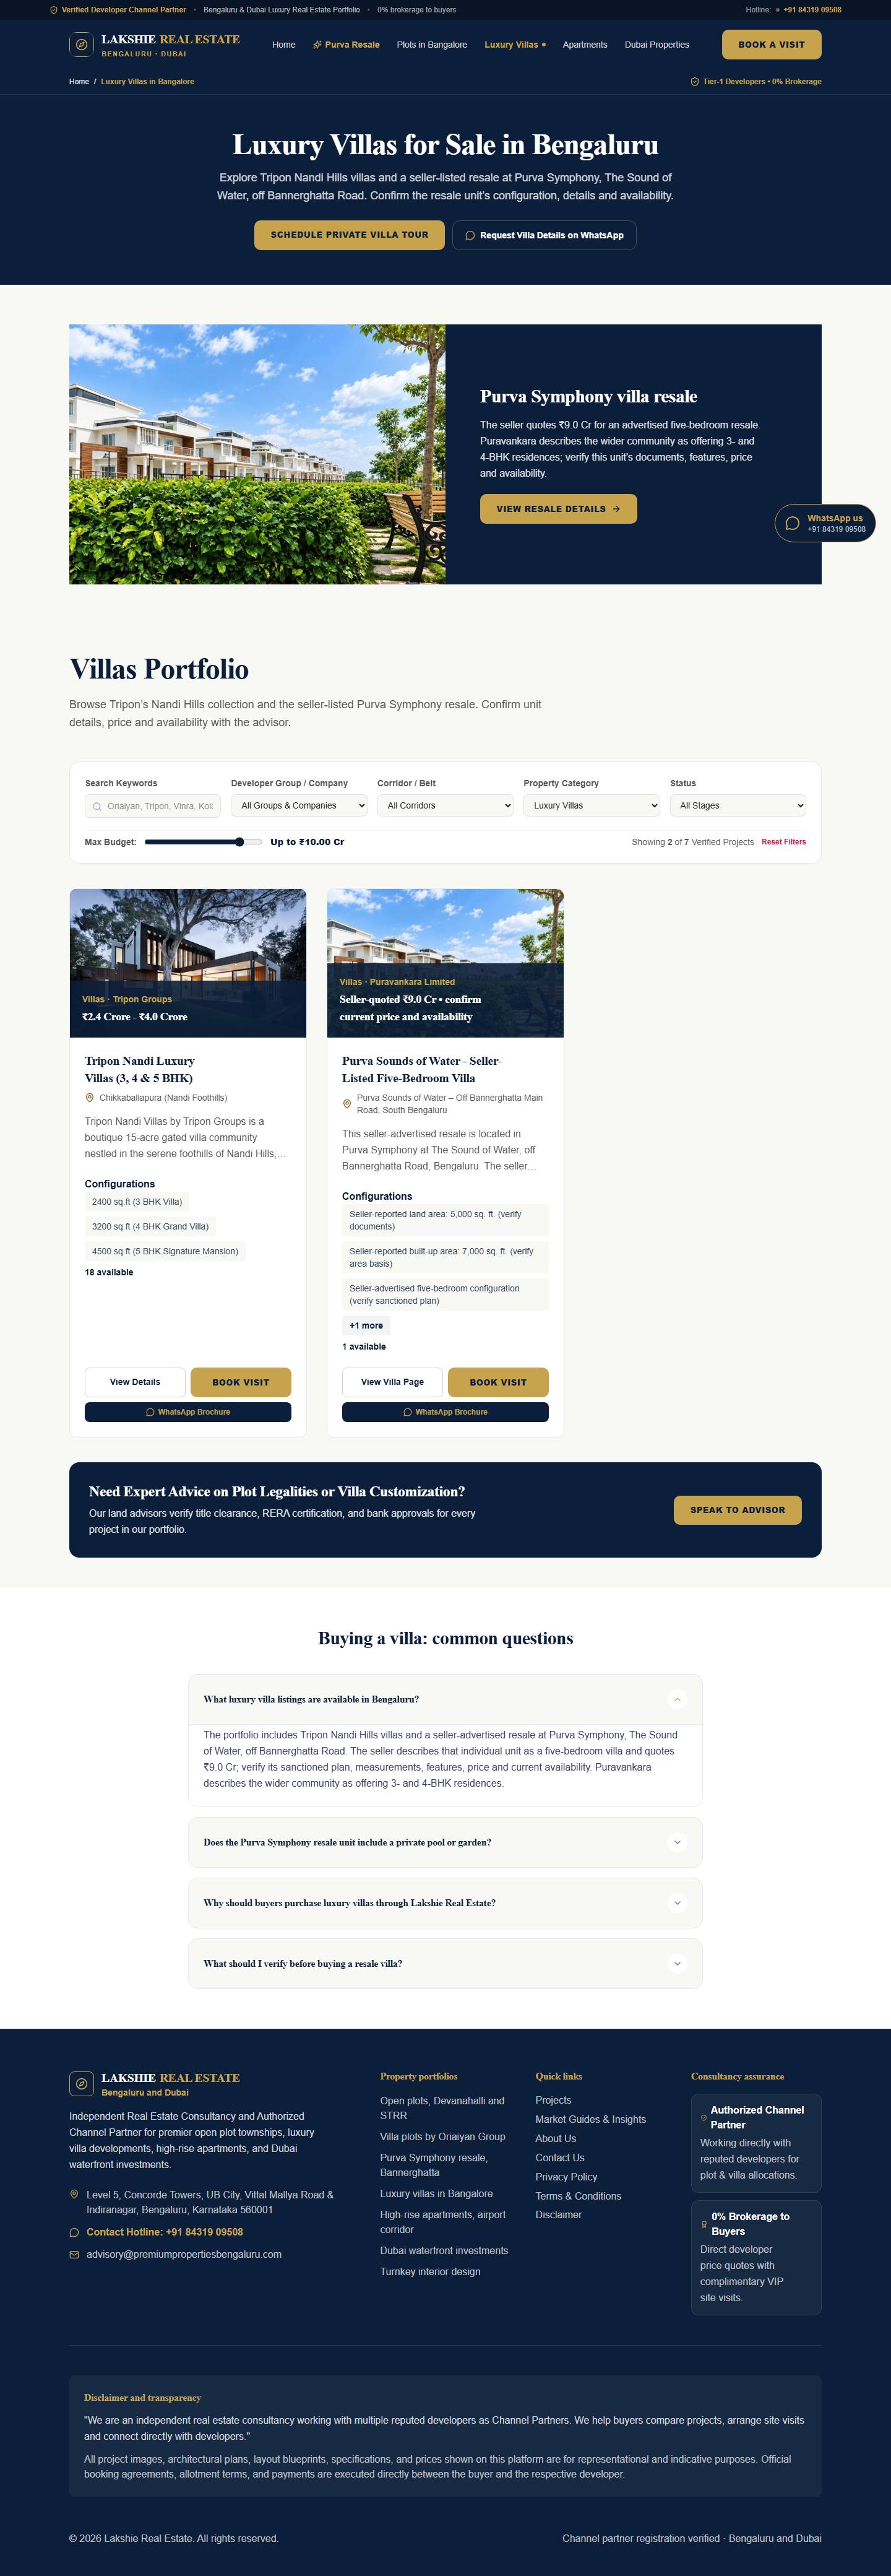 Verified Developer Channel Partner • Bengaluru & Dubai Luxury Real Estate Portfolio • 0% brokerage to buyers
Hotline: +91 84319 09508
LAKSHIE REAL ESTATE
BENGALURU · DUBAI
Home
Purva Resale
Plots in Bangalore
Luxury Villas
Apartments
Dubai Properties
BOOK A VISIT
Home / Luxury Villas in Bangalore
Tier-1 Developers • 0% Brokerage
Luxury Villas for Sale in Bengaluru
Explore Tripon Nandi Hills villas and a seller-listed resale at Purva Symphony, The Sound of
Water, off Bannerghatta Road. Confirm the resale unit's configuration, details and availability.
SCHEDULE PRIVATE VILLA TOUR
Request Villa Details on WhatsApp
Purva Symphony villa resale
The seller quotes ₹9.0 Cr for an advertised five-bedroom resale.
Puravankara describes the wider community as offering 3- and
4-BHK residences; verify this unit's documents, features, price
and availability.
VIEW RESALE DETAILS →
WhatsApp us
+91 84319 09508
Villas Portfolio
Browse Tripon's Nandi Hills collection and the seller-listed Purva Symphony resale. Confirm unit
details, price and availability with the advisor.
Search Keywords
Developer Group / Company
Corridor / Belt
Property Category
Status
Oriaiyan, Tripon, Vinra, Kola
All Groups & Companies
All Corridors
Luxury Villas
All Stages
Max Budget:
Up to ₹10.00 Cr
Showing 2 of 7 Verified Projects
Reset Filters
Villas · Tripon Groups
₹2.4 Crore - ₹4.0 Crore
Tripon Nandi Luxury
Villas (3, 4 & 5 BHK)
Chikkaballapura (Nandi Foothills)
Tripon Nandi Villas by Tripon Groups is a
boutique 15-acre gated villa community
nestled in the serene foothills of Nandi Hills,...
Configurations
2400 sq.ft (3 BHK Villa)
3200 sq.ft (4 BHK Grand Villa)
4500 sq.ft (5 BHK Signature Mansion)
18 available
View Details
BOOK VISIT
WhatsApp Brochure
Villas · Puravankara Limited
Seller-quoted ₹9.0 Cr • confirm
current price and availability
Purva Sounds of Water - Seller-
Listed Five-Bedroom Villa
Purva Sounds of Water – Off Bannerghatta Main
Road, South Bengaluru
This seller-advertised resale is located in
Purva Symphony at The Sound of Water, off
Bannerghatta Road, Bengaluru. The seller...
Configurations
Seller-reported land area: 5,000 sq. ft. (verify
documents)
Seller-reported built-up area: 7,000 sq. ft. (verify
area basis)
Seller-advertised five-bedroom configuration
(verify sanctioned plan)
+1 more
1 available
View Villa Page
BOOK VISIT
WhatsApp Brochure
Need Expert Advice on Plot Legalities or Villa Customization?
Our land advisors verify title clearance, RERA certification, and bank approvals for every
project in our portfolio.
SPEAK TO ADVISOR
Buying a villa: common questions
What luxury villa listings are available in Bengaluru?
The portfolio includes Tripon Nandi Hills villas and a seller-advertised resale at Purva Symphony, The Sound
of Water, off Bannerghatta Road. The seller describes that individual unit as a five-bedroom villa and quotes
₹9.0 Cr; verify its sanctioned plan, measurements, features, price and current availability. Puravankara
describes the wider community as offering 3- and 4-BHK residences.
Does the Purva Symphony resale unit include a private pool or garden?
Why should buyers purchase luxury villas through Lakshie Real Estate?
What should I verify before buying a resale villa?
LAKSHIE REAL ESTATE
Bengaluru and Dubai
Independent Real Estate Consultancy and Authorized
Channel Partner for premier open plot townships, luxury
villa developments, high-rise apartments, and Dubai
waterfront investments.
Level 5, Concorde Towers, UB City, Vittal Mallya Road &
Indiranagar, Bengaluru, Karnataka 560001
Contact Hotline: +91 84319 09508
advisory@premiumpropertiesbengaluru.com
Property portfolios
Open plots, Devanahalli and
STRR
Villa plots by Oriaiyan Group
Purva Symphony resale,
Bannerghatta
Luxury villas in Bangalore
High-rise apartments, airport
corridor
Dubai waterfront investments
Turnkey interior design
Quick links
Projects
Market Guides & Insights
About Us
Contact Us
Privacy Policy
Terms & Conditions
Disclaimer
Consultancy assurance
Authorized Channel
Partner
Working directly with
reputed developers for
plot & villa allocations.
0% Brokerage to
Buyers
Direct developer
price quotes with
complimentary VIP
site visits.
Disclaimer and transparency
"We are an independent real estate consultancy working with multiple reputed developers as Channel Partners. We help buyers compare projects, arrange site visits
and connect directly with developers."
All project images, architectural plans, layout blueprints, specifications, and prices shown on this platform are for representational and indicative purposes. Official
booking agreements, allotment terms, and payments are executed directly between the buyer and the respective developer.
© 2026 Lakshie Real Estate. All rights reserved.
Channel partner registration verified · Bengaluru and Dubai